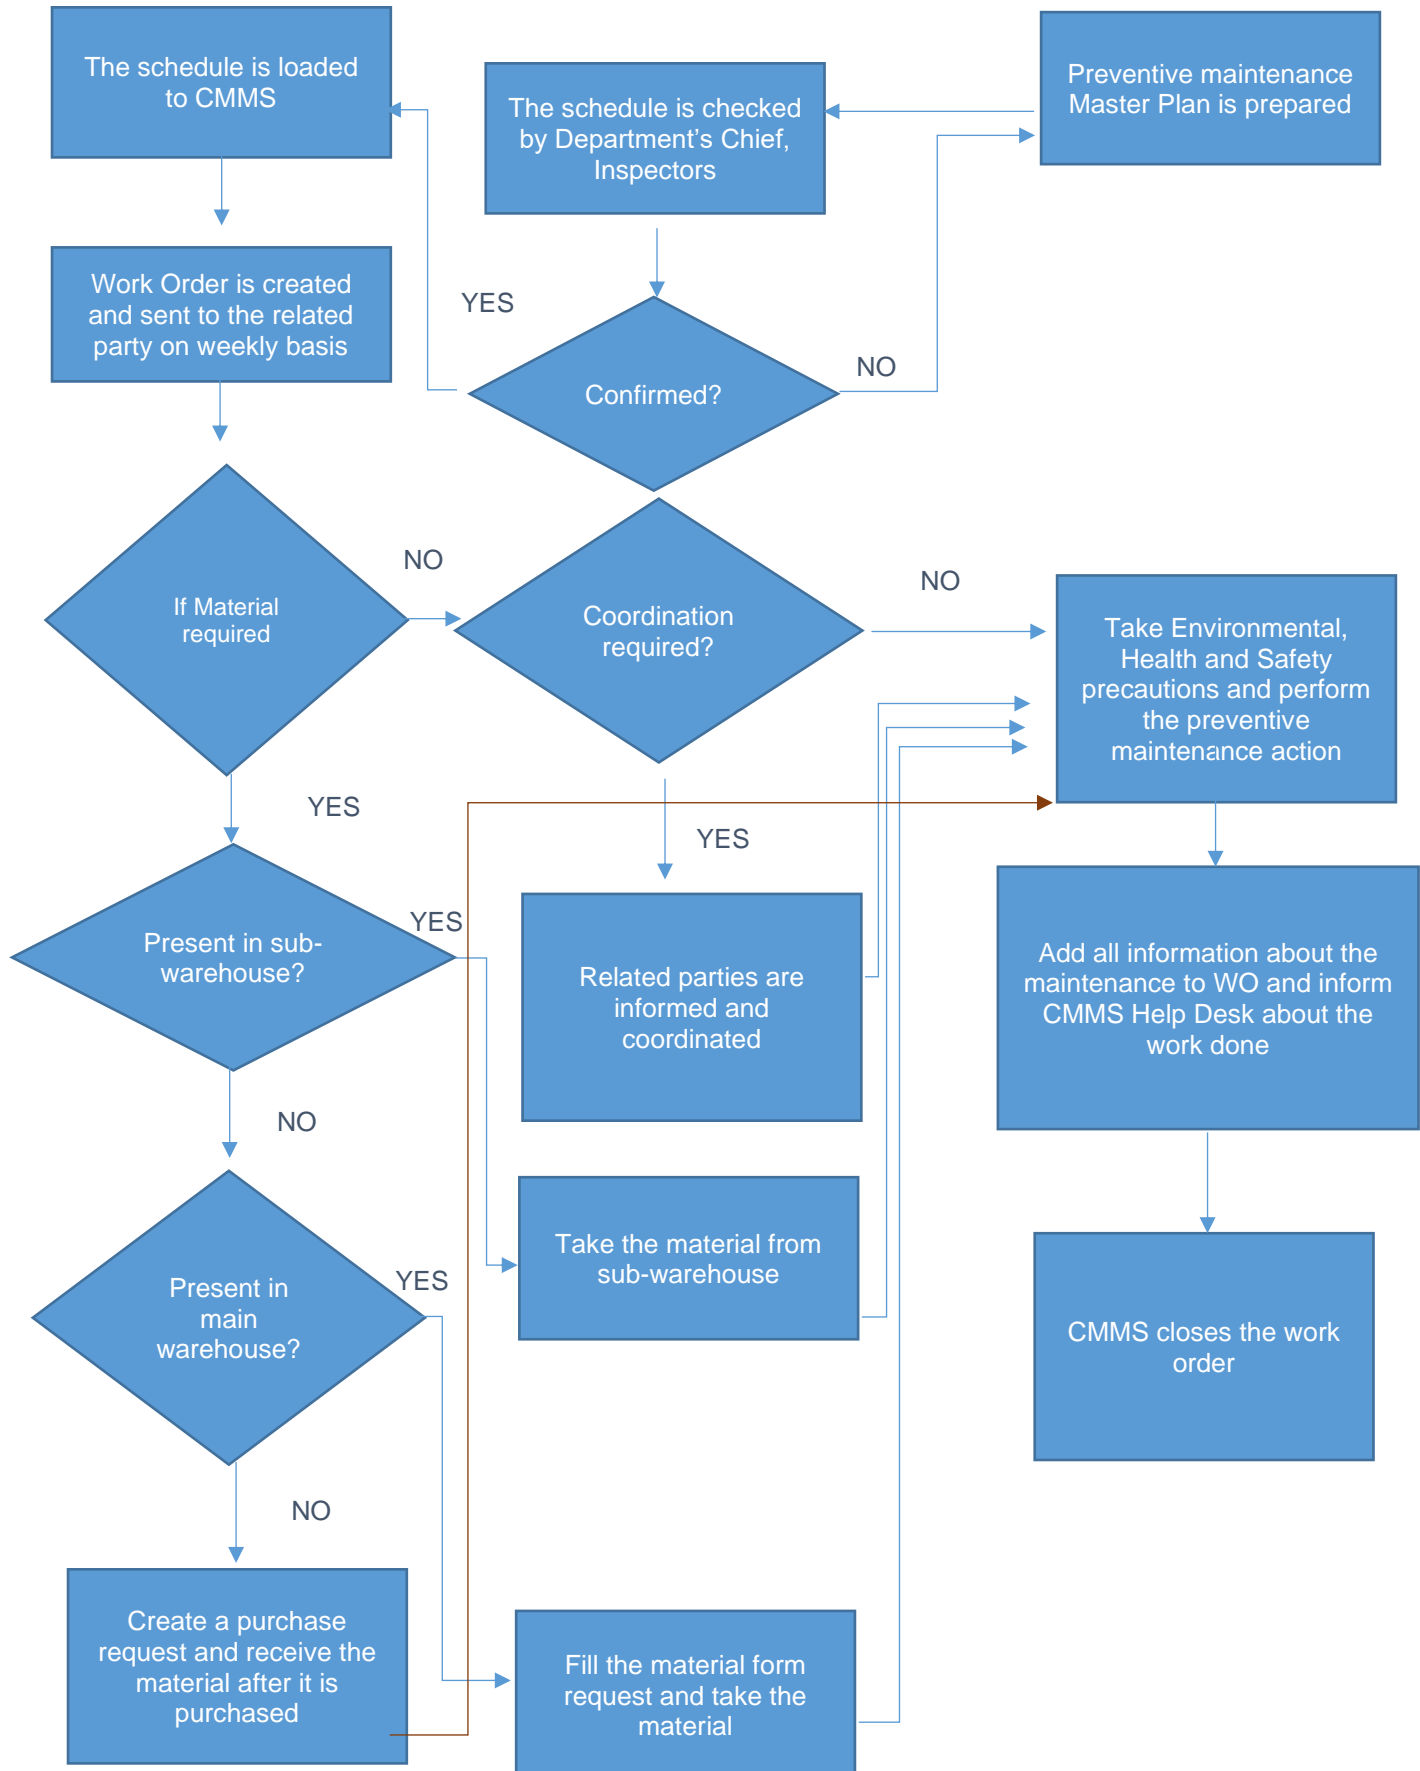 The schedule is loaded
to CMMS
The schedule is checked
by Department’s Chief,
Inspectors
Preventive maintenance
Master Plan is prepared
Work Order is created
and sent to the related
party on weekly basis
YES
Confirmed?
NO
If Material
required
NO
Coordination
required?
NO
Take Environmental,
Health and Safety
precautions and perform
the preventive
maintenance action
YES
YES
Present in sub-
warehouse?
YES
Related parties are
informed and
coordinated
Add all information about the
maintenance to WO and inform
CMMS Help Desk about the
work done
NO
Take the material from
sub-warehouse
Present in
main
warehouse?
YES
CMMS closes the work
order
NO
Create a purchase
request and receive the
material after it is
purchased
Fill the material form
request and take the
material